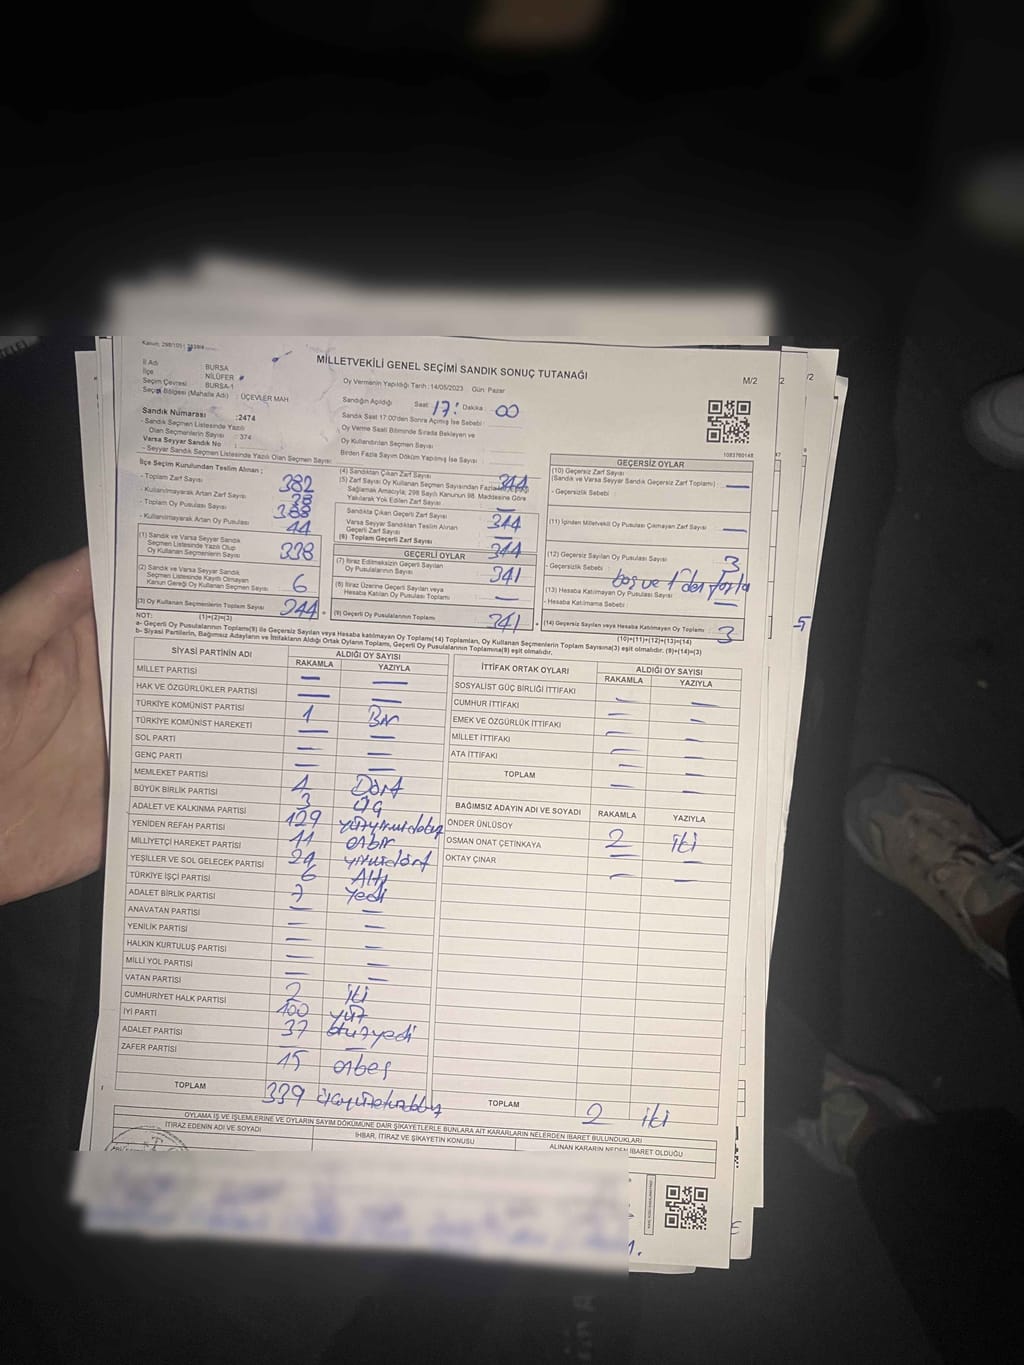 MİLLETVEKİLİ GENEL SEÇİMİ SANDIK SONUÇ TUTANAĞI
M/2
İl Adı : BURSA
İlçe : NİLÜFER
Seçim Çevresi : BURSA-1
Seçim Bölgesi (Mahalle Adı) : ÜÇEVLER MAH
Sandık Numarası : 2474
- Sandık Seçmen Listesinde Yazılı
Olan Seçmenlerin Sayısı : 374
Varsa Seyyar Sandık No :
- Seyyar Sandık Seçmen Listesinde Yazılı Olan Seçmen Sayısı:
Oy Vermenin Yapıldığı Tarih :14/05/2023 Gün: Pazar
Sandığın Açıldığı Saat: 17: Dakika: 00
Sandık Saat 17:00'den Sonra Açılmış İse Sebebi :
Oy Verme Saati Bitiminde Sırada Bekleyen ve
Oy Kullandırılan Seçmen Sayısı :
Birden Fazla Sayım Döküm Yapılmış İse Sayısı :
1083760148
İlçe Seçim Kurulundan Teslim Alınan ;
- Toplam Zarf Sayısı : 382
- Kullanılmayarak Artan Zarf Sayısı : 38
- Toplam Oy Pusulası Sayısı : 388
- Kullanılmayarak Artan Oy Pusulası : 44
(1) Sandık ve Varsa Seyyar Sandık
Seçmen Listesinde Yazılı Olup
Oy Kullanan Seçmenlerin Sayısı : 338
(2) Sandık ve Varsa Seyyar Sandık
Seçmen Listesinde Kayıtlı Olmayan
Kanun Gereği Oy Kullanan Seçmen Sayısı : 6
(3) Oy Kullanan Seçmenlerin Toplam Sayısı 344
(1)+(2)=(3)
(4) Sandıktan Çıkan Zarf Sayısı : 344
(5) Zarf Sayısı Oy Kullanan Seçmen Sayısından Fazla
Sağlamak Amacıyla; 298 Sayılı Kanunun 98. Maddesine Göre
Yakılarak Yok Edilen Zarf Sayısı : —
Sandıkta Çıkan Geçerli Zarf Sayısı : 344
Varsa Seyyar Sandıktan Teslim Alınan
Geçerli Zarf Sayısı : —
(6) Toplam Geçerli Zarf Sayısı : 344
GEÇERLİ OYLAR
(7) İtiraz Edilmeksizin Geçerli Sayılan
Oy Pusulalarının Sayısı : 341
(8) İtiraz Üzerine Geçerli Sayılan veya
Hesaba Katılan Oy Pusulası Toplamı : —
(9) Geçerli Oy Pusulalarının Toplamı : 341
GEÇERSİZ OYLAR
(10) Geçersiz Zarf Sayısı
(Sandık ve Varsa Seyyar Sandık Geçersiz Zarf Toplamı) : —
- Geçersizlik Sebebi :
(11) İçinden Milletvekili Oy Pusulası Çıkmayan Zarf Sayısı : —
(12) Geçersiz Sayılan Oy Pusulası Sayısı : 3
- Geçersizlik Sebebi : boş ve 1'den fazla
(13) Hesaba Katılmayan Oy Pusulası Sayısı : —
- Hesaba Katılmama Sebebi :
(14) Geçersiz Sayılan veya Hesaba Katılmayan Oy Toplamı : 3
(10)+(11)+(12)+(13)=(14)
NOT:
a- Geçerli Oy Pusulalarının Toplamı(9) ile Geçersiz Sayılan veya Hesaba katılmayan Oy Toplamı(14) Toplamları, Oy Kullanan Seçmenlerin Toplam Sayısına(3) eşit olmalıdır. (9)+(14)=(3)
b- Siyasi Partilerin, Bağımsız Adayların ve İttifakların Aldığı Ortak Oyların Toplamı, Geçerli Oy Pusulalarının Toplamına(9) eşit olmalıdır.
SİYASİ PARTİNİN ADI ALDIĞI OY SAYISI
RAKAMLA YAZIYLA
MİLLET PARTİSİ — —
HAK VE ÖZGÜRLÜKLER PARTİSİ — —
TÜRKİYE KOMÜNİST PARTİSİ 1 Bir
TÜRKİYE KOMÜNİST HAREKETİ — —
SOL PARTİ — —
GENÇ PARTİ — —
MEMLEKET PARTİSİ 4 Dört
BÜYÜK BİRLİK PARTİSİ 3 üç
ADALET VE KALKINMA PARTİSİ 129
YENİDEN REFAH PARTİSİ 11 onbir
MİLLİYETÇİ HAREKET PARTİSİ 24 yirmidört
YEŞİLLER VE SOL GELECEK PARTİSİ 6 Altı
TÜRKİYE İŞÇİ PARTİSİ 7 Yedi
ADALET BİRLİK PARTİSİ — —
ANAVATAN PARTİSİ — —
YENİLİK PARTİSİ — —
HALKIN KURTULUŞ PARTİSİ — —
MİLLİ YOL PARTİSİ — —
VATAN PARTİSİ 2 iki
CUMHURİYET HALK PARTİSİ 100 yüz
İYİ PARTİ 37 otuzyedi
ADALET PARTİSİ — —
ZAFER PARTİSİ 15 onbeş
TOPLAM 339
İTTİFAK ORTAK OYLARI ALDIĞI OY SAYISI
RAKAMLA YAZIYLA
SOSYALİST GÜÇ BİRLİĞİ İTTİFAKI — —
CUMHUR İTTİFAKI — —
EMEK VE ÖZGÜRLÜK İTTİFAKI — —
MİLLET İTTİFAKI — —
ATA İTTİFAKI — —
TOPLAM — —
BAĞIMSIZ ADAYIN ADI VE SOYADI RAKAMLA YAZIYLA
ÖNDER ÜNLÜSOY 2 iki
OSMAN ONAT ÇETİNKAYA — —
OKTAY ÇINAR — —
TOPLAM 2 iki
OYLAMA İŞ VE İŞLEMLERİNE VE OYLARIN SAYIM DÖKÜMÜNE DAİR ŞİKAYETLERLE BUNLARA AİT KARARLARIN NELERDEN İBARET BULUNDUKLARI
İTİRAZ EDENİN ADI VE SOYADI
İHBAR, İTİRAZ VE ŞİKAYETİN KONUSU
ALINAN KARARIN NEDEN İBARET OLDUĞU